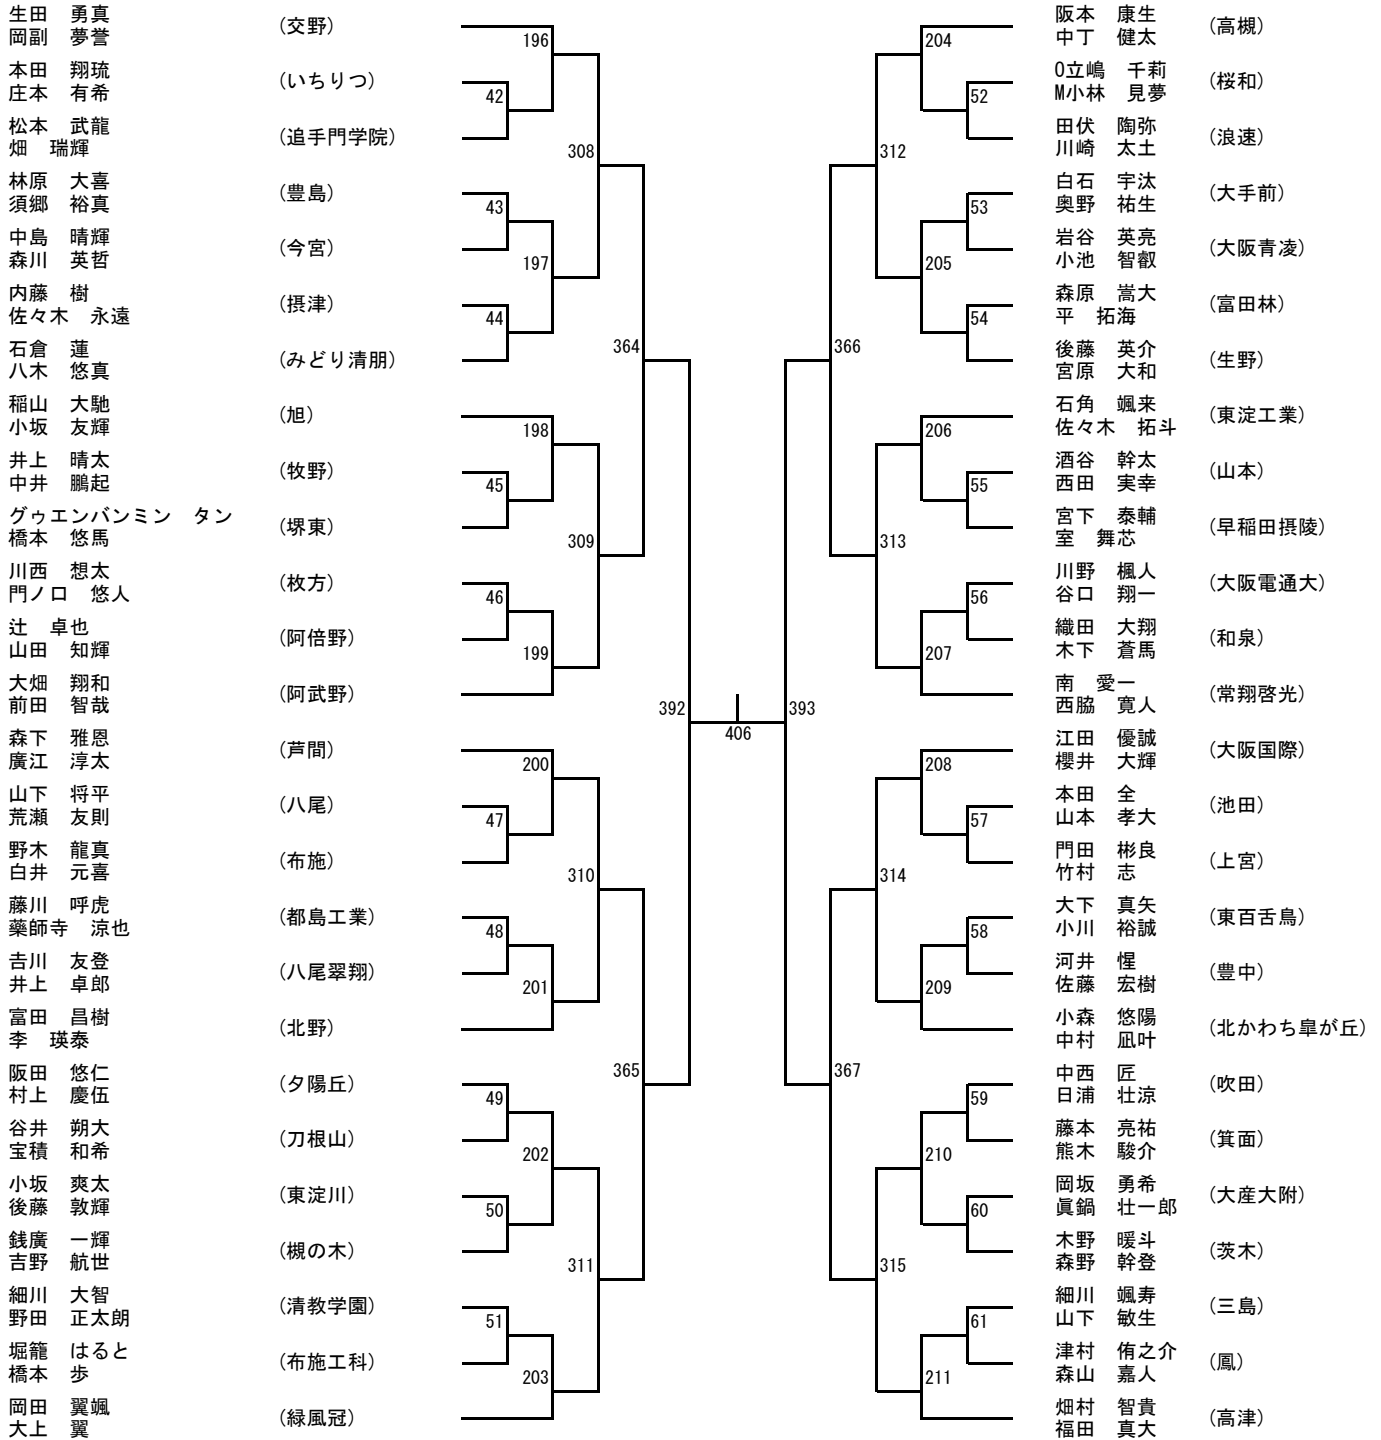 生田　勇真
岡副　夢誉
(交野)
本田　翔琉
庄本　有希
(いちりつ)
松本　武龍
畑　瑞輝
(追手門学院)
林原　大喜
須郷　裕真
(豊島)
中島　晴輝
森川　英哲
(今宮)
内藤　樹
佐々木　永遠
(摂津)
石倉　蓮
八木　悠真
(みどり清朋)
稲山　大馳
小坂　友輝
(旭)
井上　晴太
中井　鵬起
(牧野)
グゥエンバンミン　タン
橋本　悠馬
(堺東)
川西　想太
門ノ口　悠人
(枚方)
辻　卓也
山田　知輝
(阿倍野)
大畑　翔和
前田　智哉
(阿武野)
森下　雅恩
廣江　淳太
(芦間)
山下　将平
荒瀬　友則
(八尾)
野木　龍真
白井　元喜
(布施)
藤川　呼虎
藥師寺　涼也
(都島工業)
𠮷川　友登
井上　卓郎
(八尾翠翔)
富田　昌樹
李　瑛泰
(北野)
阪田　悠仁
村上　慶伍
(夕陽丘)
谷井　朔大
宝積　和希
(刀根山)
小坂　爽太
後藤　敦輝
(東淀川)
銭廣　一輝
吉野　航世
(槻の木)
細川　大智
野田　正太朗
(清教学園)
堀籠　はると
橋本　歩
(布施工科)
岡田　翼颯
大上　翼
(緑風冠)
196
42
308
43
197
44
364
198
45
309
46
199
392
200
47
310
48
201
365
49
202
50
311
51
203
406
393
204
52
312
53
205
54
366
206
55
313
56
207
208
57
314
58
209
367
59
210
60
315
61
211
阪本　康生
中丁　健太
(高槻)
O立嶋　千莉
M小林　見夢
(桜和)
田伏　陶弥
川崎　太土
(浪速)
白石　宇汰
奥野　祐生
(大手前)
岩谷　英亮
小池　智叡
(大阪青凌)
森原　嵩大
平　拓海
(富田林)
後藤　英介
宮原　大和
(生野)
石角　颯来
佐々木　拓斗
(東淀工業)
酒谷　幹太
西田　実幸
(山本)
宮下　泰輔
室　舞芯
(早稲田摂陵)
川野　楓人
谷口　翔一
(大阪電通大)
織田　大翔
木下　蒼馬
(和泉)
南　愛一
西脇　寛人
(常翔啓光)
江田　優誠
櫻井　大輝
(大阪国際)
本田　全
山本　孝大
(池田)
門田　彬良
竹村　志
(上宮)
大下　真矢
小川　裕誠
(東百舌鳥)
河井　惺
佐藤　宏樹
(豊中)
小森　悠陽
中村　凪叶
(北かわち皐が丘)
中西　匠
日浦　壮涼
(吹田)
藤本　亮祐
熊木　駿介
(箕面)
岡坂　勇希
眞鍋　壮一郎
(大産大附)
木野　暖斗
森野　幹登
(茨木)
細川　颯寿
山下　敏生
(三島)
津村　侑之介
森山　嘉人
(鳳)
畑村　智貴
福田　真大
(高津)